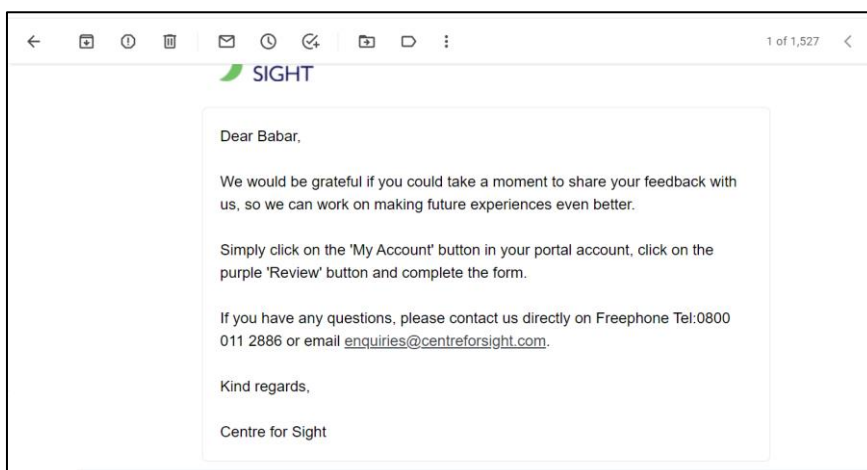 1 of 1,527
SIGHT
Dear Babar,
We would be grateful if you could take a moment to share your feedback with
us, so we can work on making future experiences even better.
Simply click on the 'My Account' button in your portal account, click on the
purple 'Review' button and complete the form.
If you have any questions, please contact us directly on Freephone Tel:0800
011 2886 or email enquiries@centreforsight.com.
Kind regards,
Centre for Sight